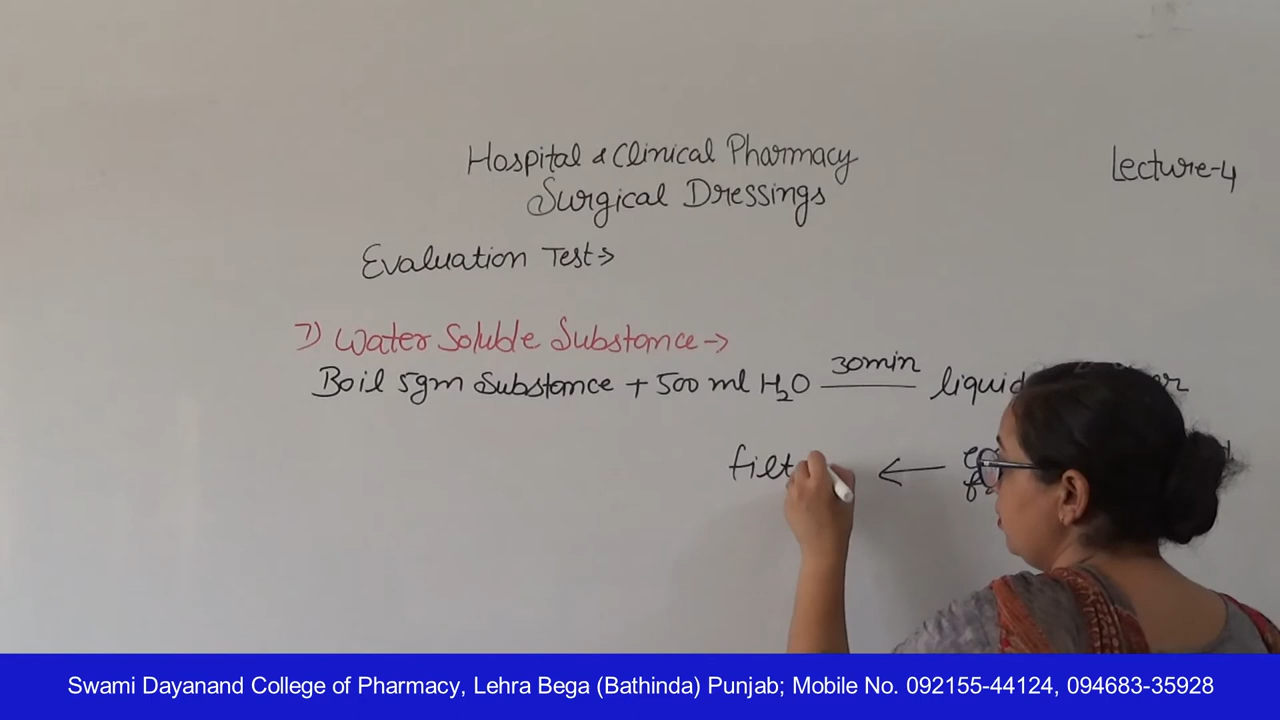 Hospital & Clinical Pharmacy
Lecture-4
Surgical Dressings
Evaluation Test→
7) Water Soluble Substance→
Boil 5gm Substance + 500 ml H2O 30min liquid
filt ←
Swami Dayanand College of Pharmacy, Lehra Bega (Bathinda) Punjab; Mobile No. 092155-44124, 094683-35928